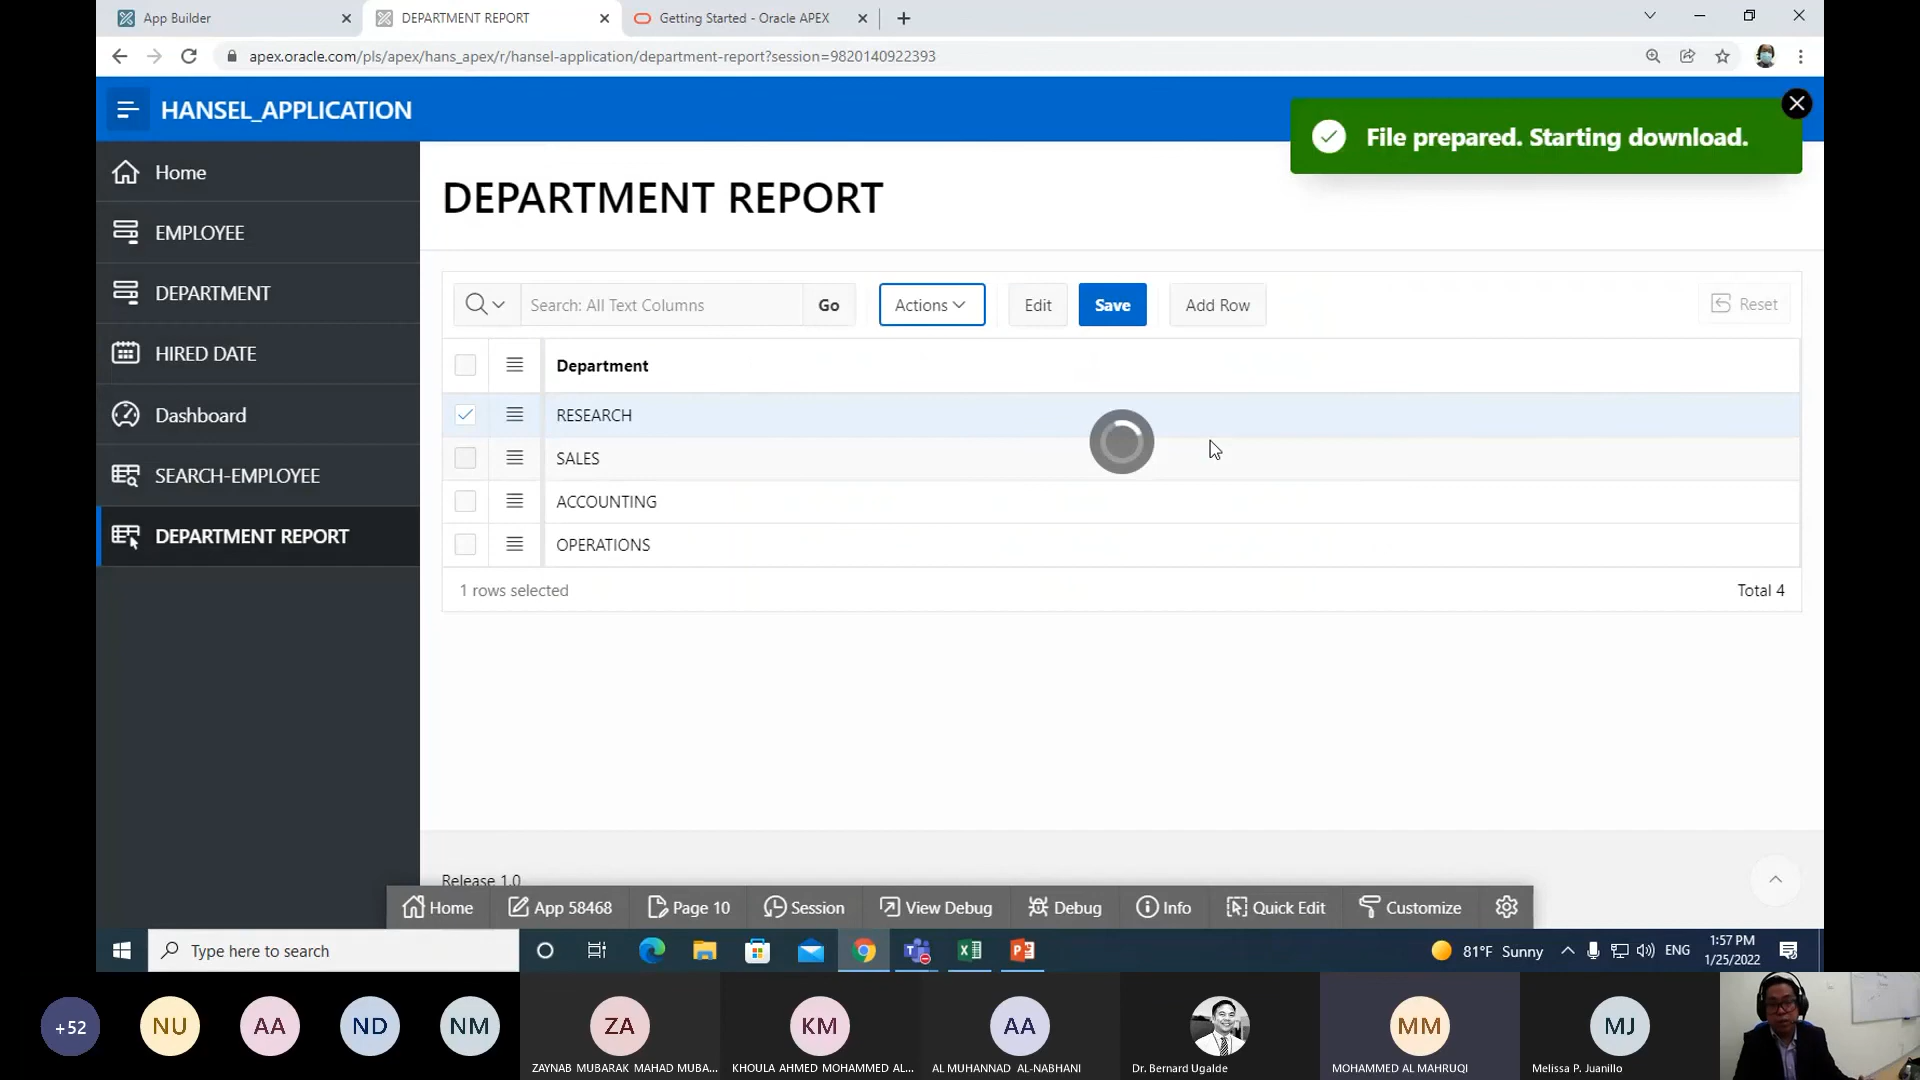 App Builder
DEPARTMENT REPORT
Getting Started - Oracle APEX
apex.oracle.com/pls/apex/hans_apex/r/hansel-application/department-report?session=9820140922393
HANSEL_APPLICATION
File prepared. Starting download.
Home
EMPLOYEE
DEPARTMENT
HIRED DATE
Dashboard
SEARCH-EMPLOYEE
DEPARTMENT REPORT
DEPARTMENT REPORT
Search: All Text Columns
Go
Actions
Edit
Save
Add Row
Reset
Department
RESEARCH
SALES
ACCOUNTING
OPERATIONS
1 rows selected
Total 4
Release 1.0
Home
App 58468
Page 10
Session
View Debug
Debug
Info
Quick Edit
Customize
Type here to search
81°F Sunny
ENG
1:57 PM
1/25/2022
+52
NU
AA
ND
NM
ZA
KM
AA
MM
MJ
ZAYNAB MUBARAK MAHAD MUBA...
KHOULA AHMED MOHAMMED AL...
AL MUHANNAD AL-NABHANI
Dr. Bernard Ugalde
MOHAMMED AL MAHRUQI
Melissa P. Juanillo